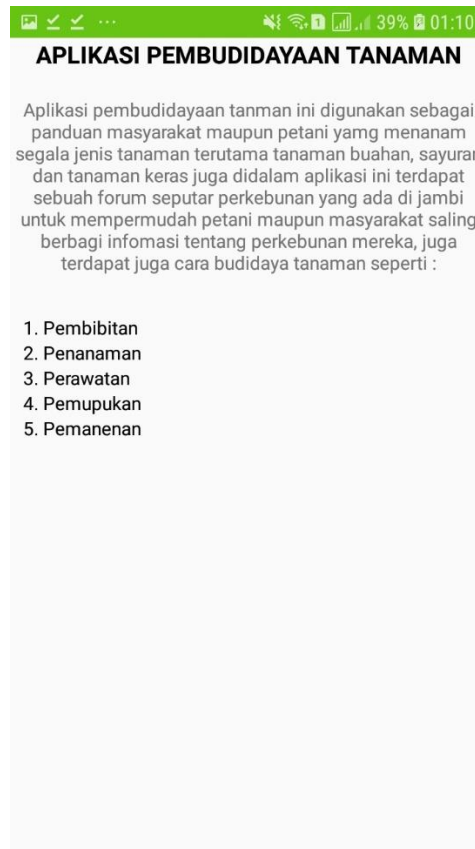 39% 01:10
APLIKASI PEMBUDIDAYAAN TANAMAN
Aplikasi pembudidayaan tanman ini digunakan sebagai
panduan masyarakat maupun petani yamg menanam
segala jenis tanaman terutama tanaman buahan, sayuran
dan tanaman keras juga didalam aplikasi ini terdapat
sebuah forum seputar perkebunan yang ada di jambi
untuk mempermudah petani maupun masyarakat saling
berbagi infomasi tentang perkebunan mereka, juga
terdapat juga cara budidaya tanaman seperti :
1. Pembibitan
2. Penanaman
3. Perawatan
4. Pemupukan
5. Pemanenan